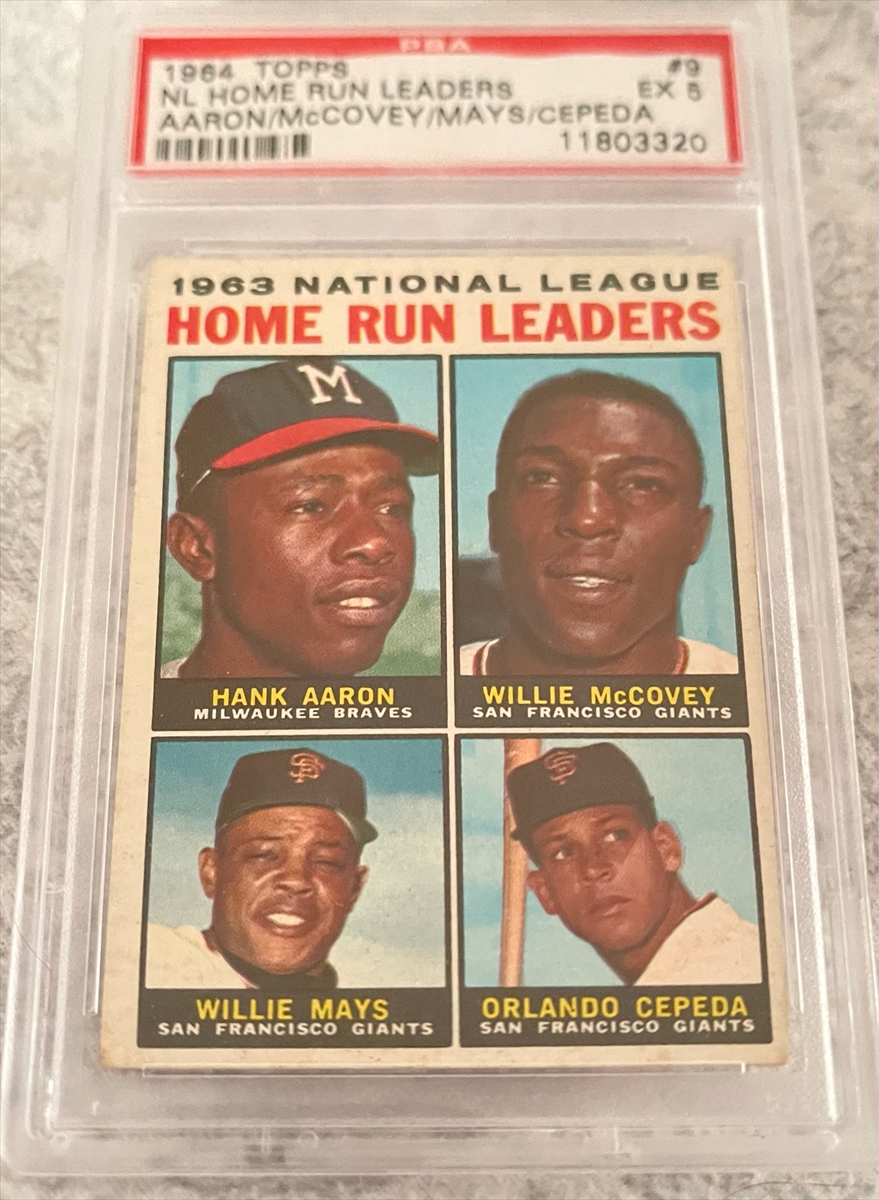 PSA
1964 TOPPS #9
NL HOME RUN LEADERS EX 5
AARON/McCOVEY/MAYS/CEPEDA
11803320
1963 NATIONAL LEAGUE
HOME RUN LEADERS
M
HANK AARON
MILWAUKEE BRAVES
WILLIE McCOVEY
SAN FRANCISCO GIANTS
SF
WILLIE MAYS
SAN FRANCISCO GIANTS
SF
ORLANDO CEPEDA
SAN FRANCISCO GIANTS